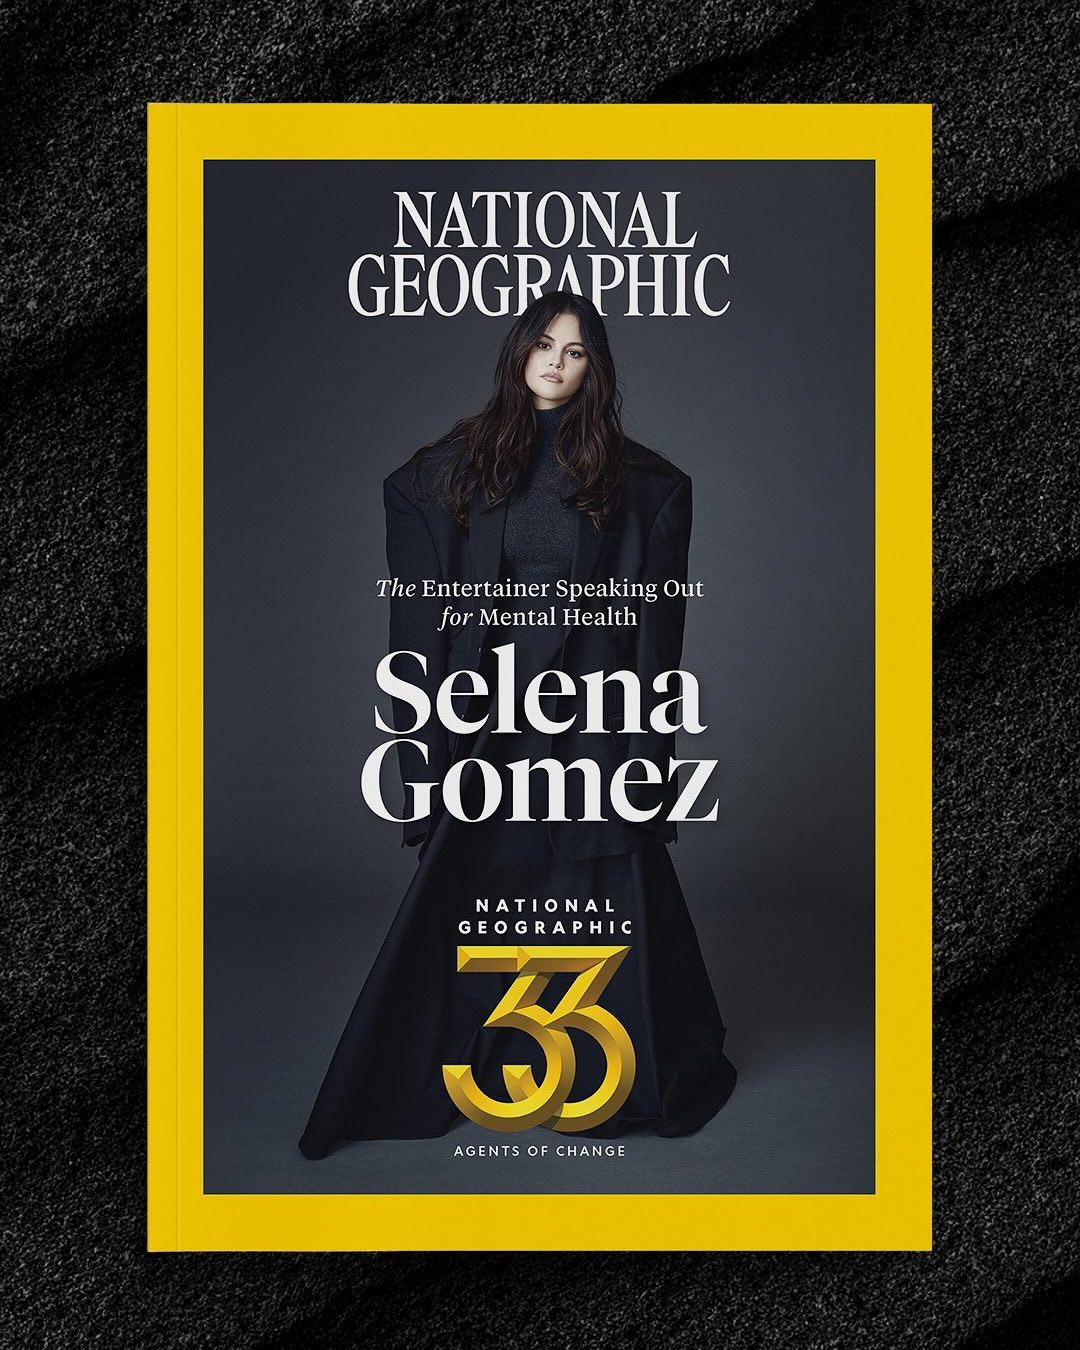 NATIONAL
GEOGRAPHIC
The Entertainer Speaking Out
for Mental Health
Selena
Gomez
NATIONAL
GEOGRAPHIC
33
AGENTS OF CHANGE